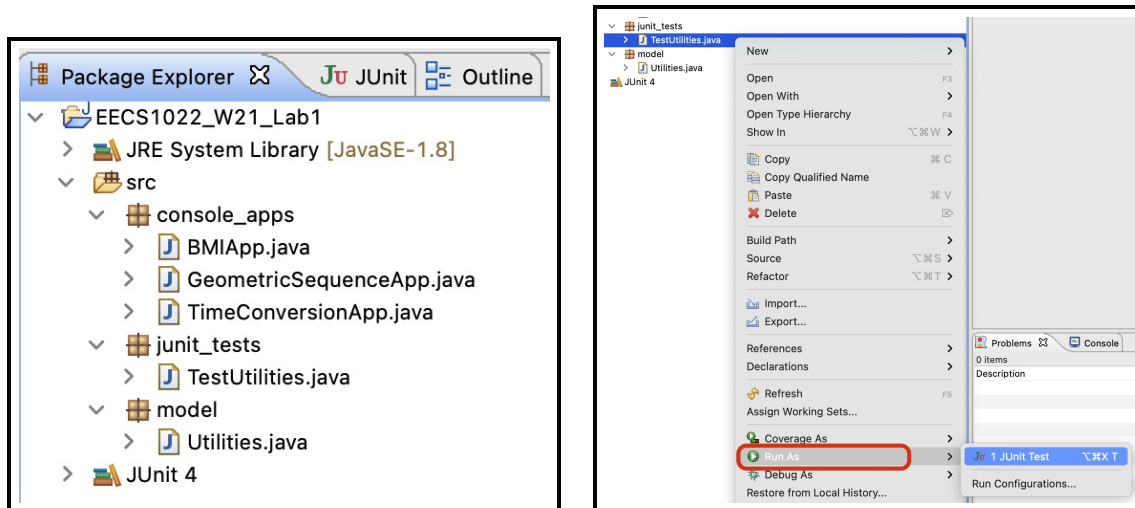 Package Explorer JU JUnit Outline
EECS1022_W21_Lab1
JRE System Library [JavaSE-1.8]
src
console_apps
J BMIApp.java
J GeometricSequenceApp.java
J TimeConversionApp.java
junit_tests
J TestUtilities.java
model
J Utilities.java
JUnit 4
junit_tests
J TestUtilities.java
model
J Utilities.java
JUnit 4
New
Open F3
Open With
Open Type Hierarchy F4
Show In ⌥⌘W
Copy ⌘C
Copy Qualified Name
Paste ⌘V
Delete ⌦
Build Path
Source ⌥⌘S
Refactor ⌥⌘T
Import...
Export...
References
Declarations
Refresh F5
Assign Working Sets...
Coverage As
Run As
Debug As
Restore from Local History...
JU 1 JUnit Test ⌥⌘X T
Run Configurations...
Problems Console
0 items
Description